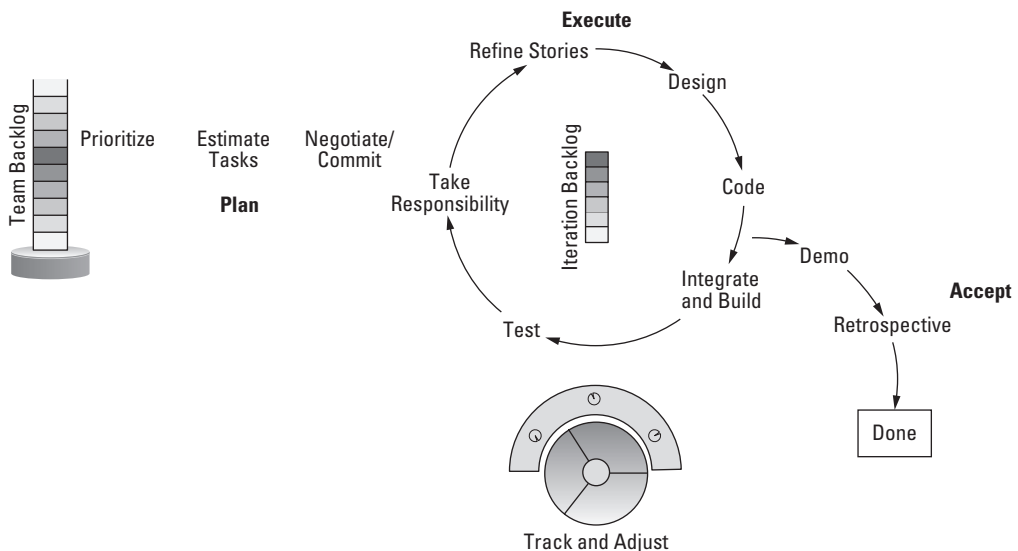 Team Backlog
Prioritize
Estimate
Tasks
Negotiate/
Commit
Plan
Execute
Refine Stories
Design
Code
Integrate
and Build
Test
Take
Responsibility
Iteration Backlog
Demo
Retrospective
Accept
Done
Track and Adjust